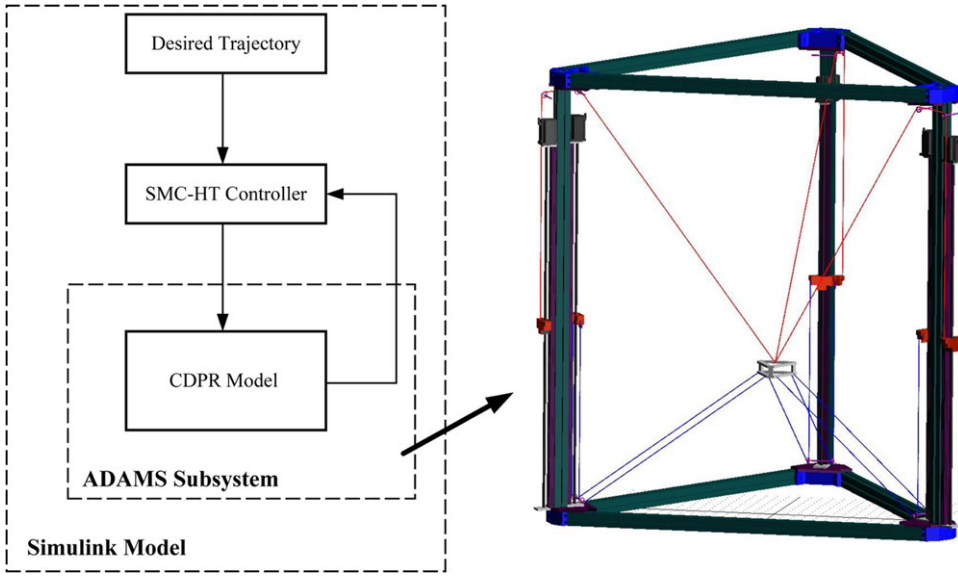 Desired Trajectory
SMC-HT Controller
CDPR Model
ADAMS Subsystem
Simulink Model